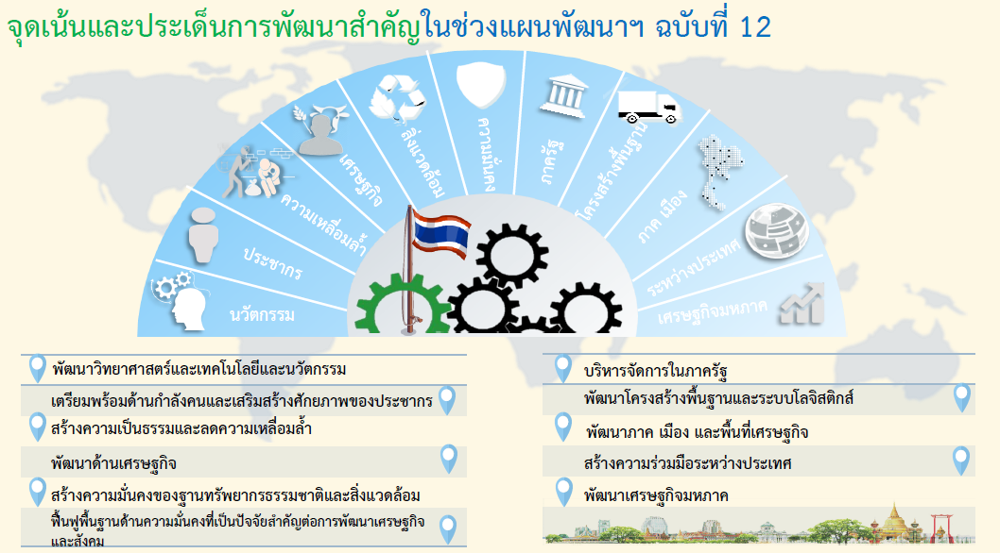 จุดเน้นและประเด็นการพัฒนาสำคัญในช่วงแผนพัฒนาฯ ฉบับที่ 12
นวัตกรรม
ประชากร
ความเหลื่อมล้ำ
เศรษฐกิจ
สิ่งแวดล้อม
ความมั่นคง
ภาครัฐ
โครงสร้างพื้นฐาน
ภาค เมือง
ระหว่างประเทศ
เศรษฐกิจมหภาค
พัฒนาวิทยาศาสตร์และเทคโนโลยีและนวัตกรรม
เตรียมพร้อมด้านกำลังคนและเสริมสร้างศักยภาพของประชากร
สร้างความเป็นธรรมและลดความเหลื่อมล้ำ
พัฒนาด้านเศรษฐกิจ
สร้างความมั่นคงของฐานทรัพยากรธรรมชาติและสิ่งแวดล้อม
ฟื้นฟูพื้นฐานด้านความมั่นคงที่เป็นปัจจัยสำคัญต่อการพัฒนาเศรษฐกิจ
และสังคม
บริหารจัดการในภาครัฐ
พัฒนาโครงสร้างพื้นฐานและระบบโลจิสติกส์
พัฒนาภาค เมือง และพื้นที่เศรษฐกิจ
สร้างความร่วมมือระหว่างประเทศ
พัฒนาเศรษฐกิจมหภาค